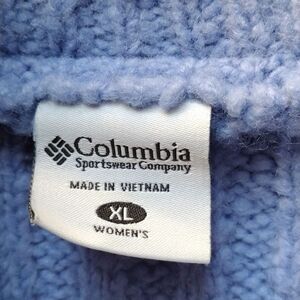 Columbia
Sportswear Company
MADE IN VIETNAM
XL
WOMEN'S